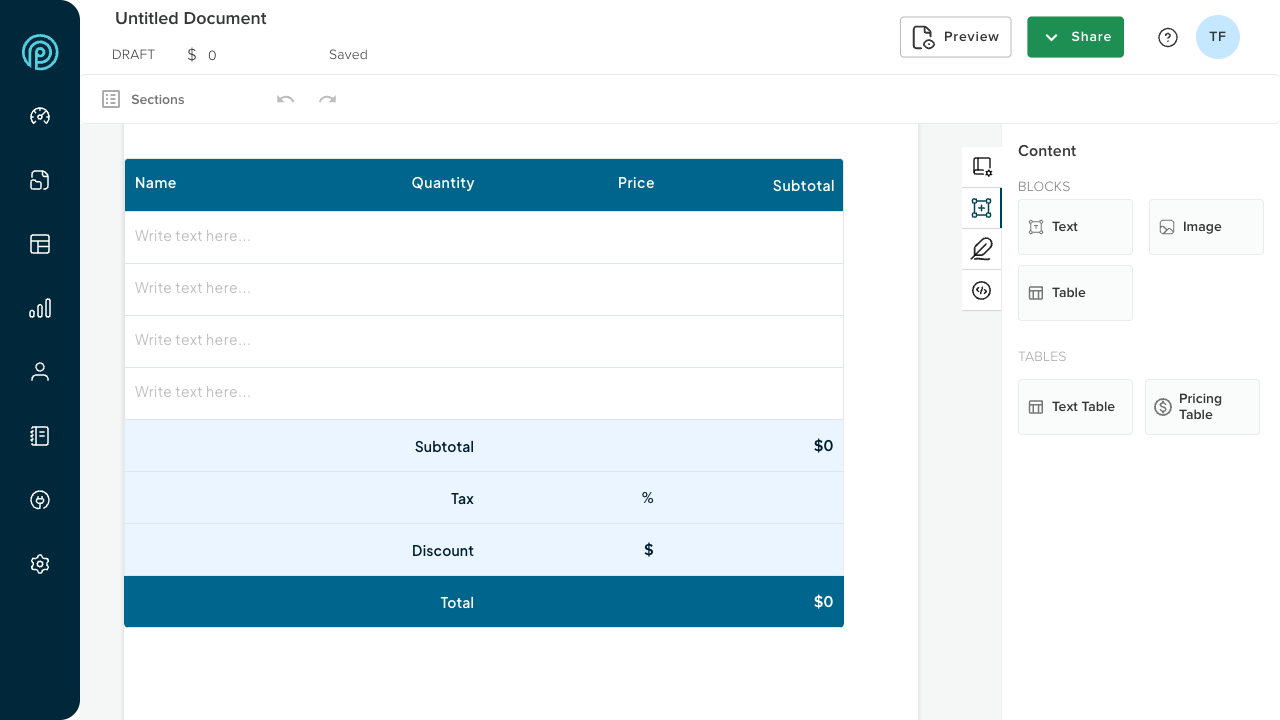 Untitled Document
DRAFT $ 0 Saved
Preview
Share
TF
Sections
Name Quantity Price Subtotal
Write text here...
Write text here...
Write text here...
Write text here...
Subtotal $0
Tax %
Discount $
Total $0
Content
BLOCKS
Text
Image
Table
TABLES
Text Table
Pricing
Table